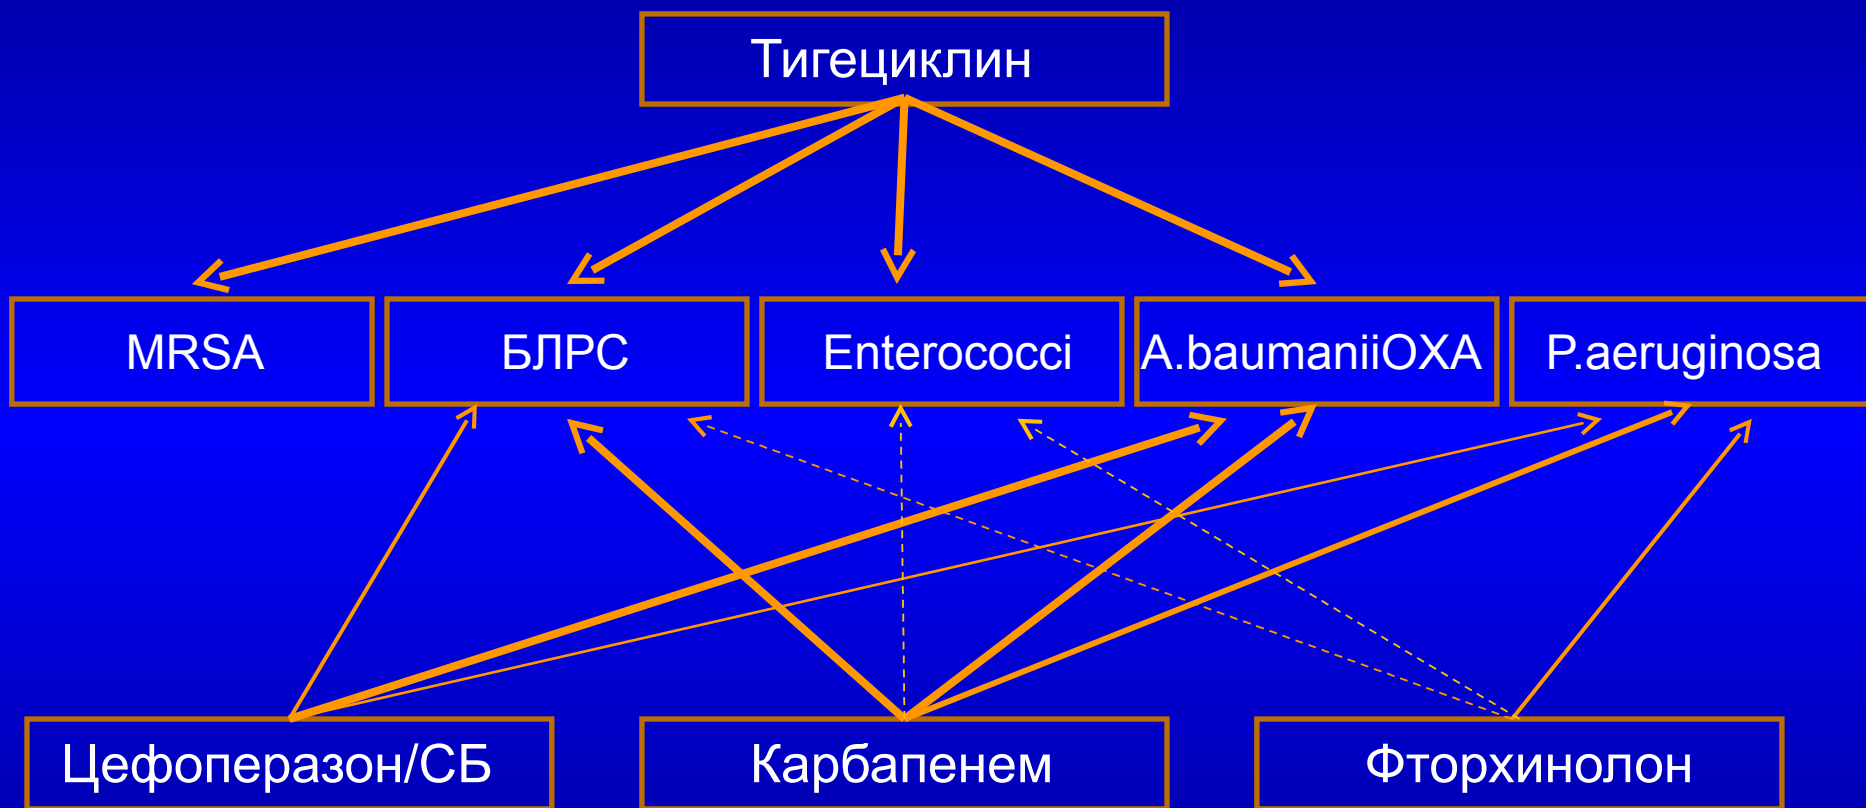 Тигециклин
MRSA
БЛРС
Enterococci
A.baumaniiOXA
P.aeruginosa
Цефоперазон/СБ
Карбапенем
Фторхинолон